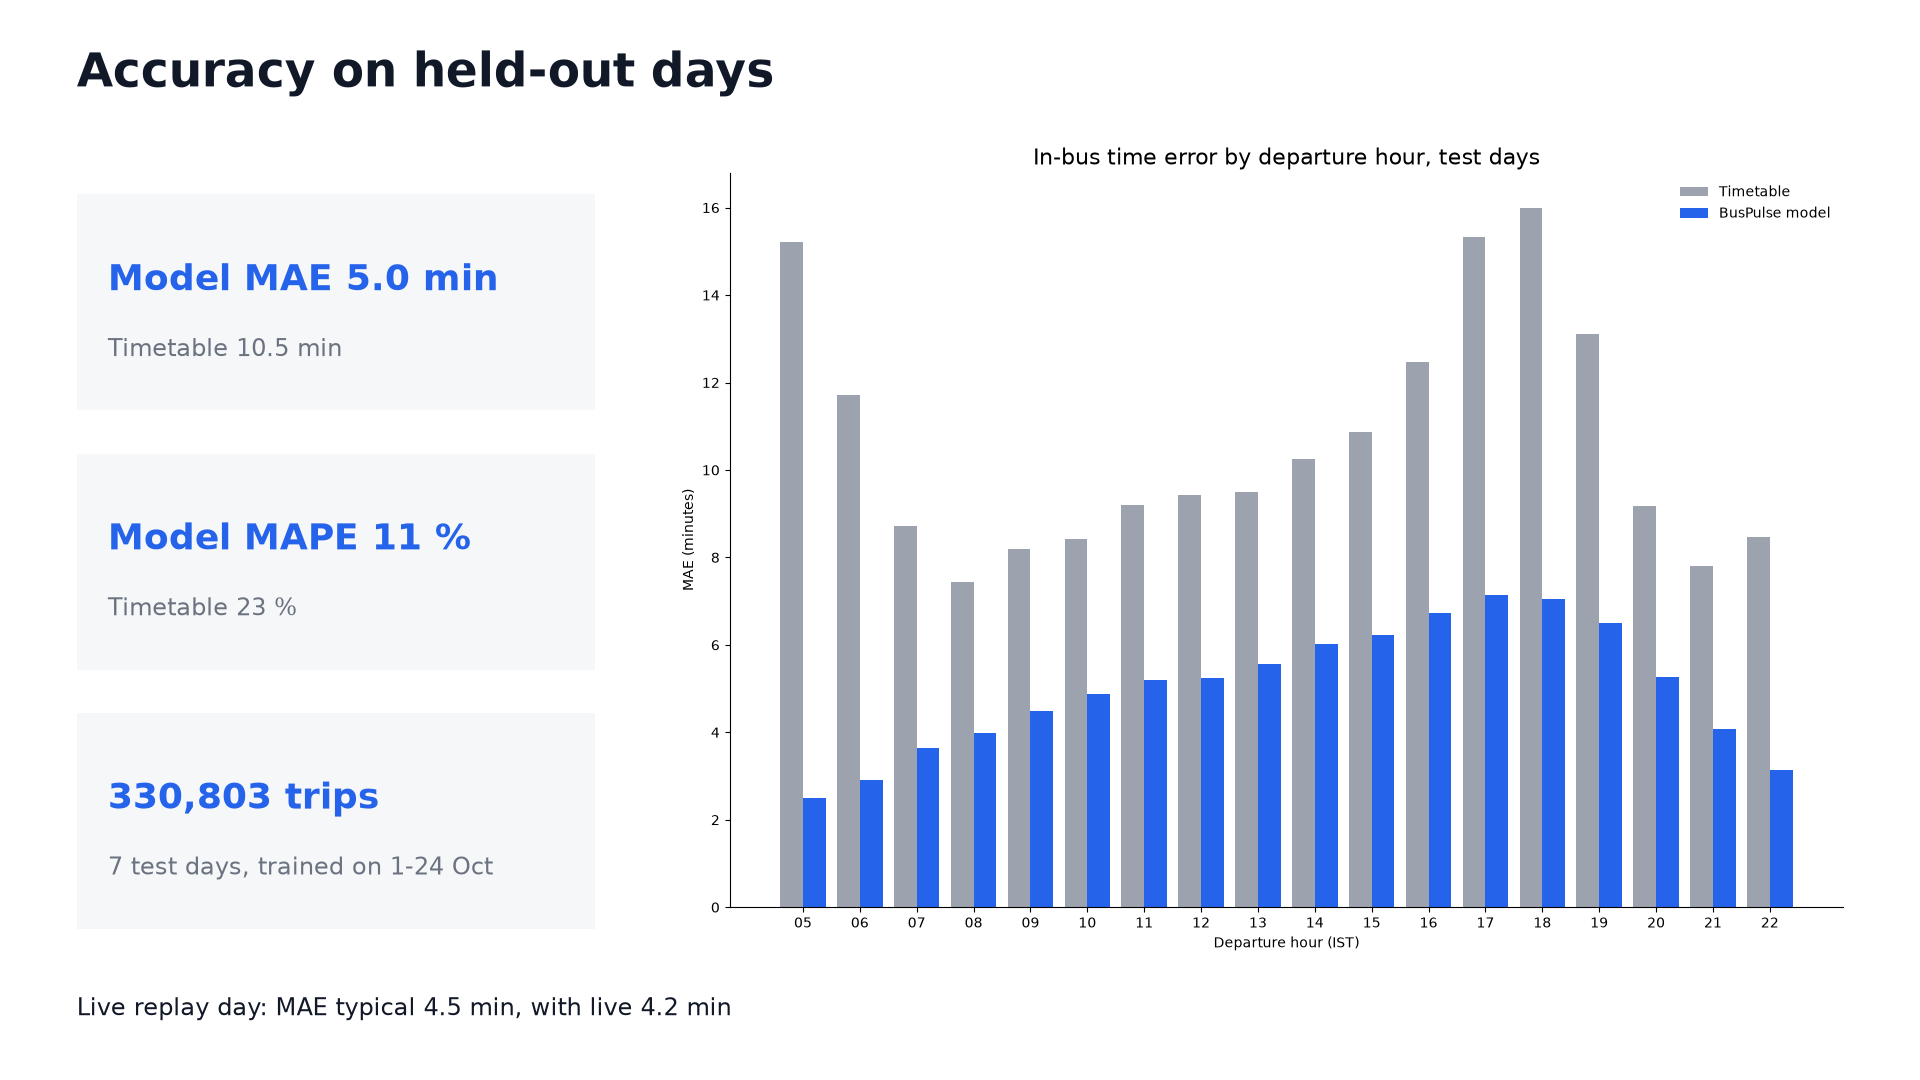 Accuracy on held-out days
Model MAE 5.0 min
Timetable 10.5 min
Model MAPE 11 %
Timetable 23 %
330,803 trips
7 test days, trained on 1-24 Oct
In-bus time error by departure hour, test days
Timetable
BusPulse model
MAE (minutes)
16
14
12
10
8
6
4
2
0
05 06 07 08 09 10 11 12 13 14 15 16 17 18 19 20 21 22
Departure hour (IST)
Live replay day: MAE typical 4.5 min, with live 4.2 min